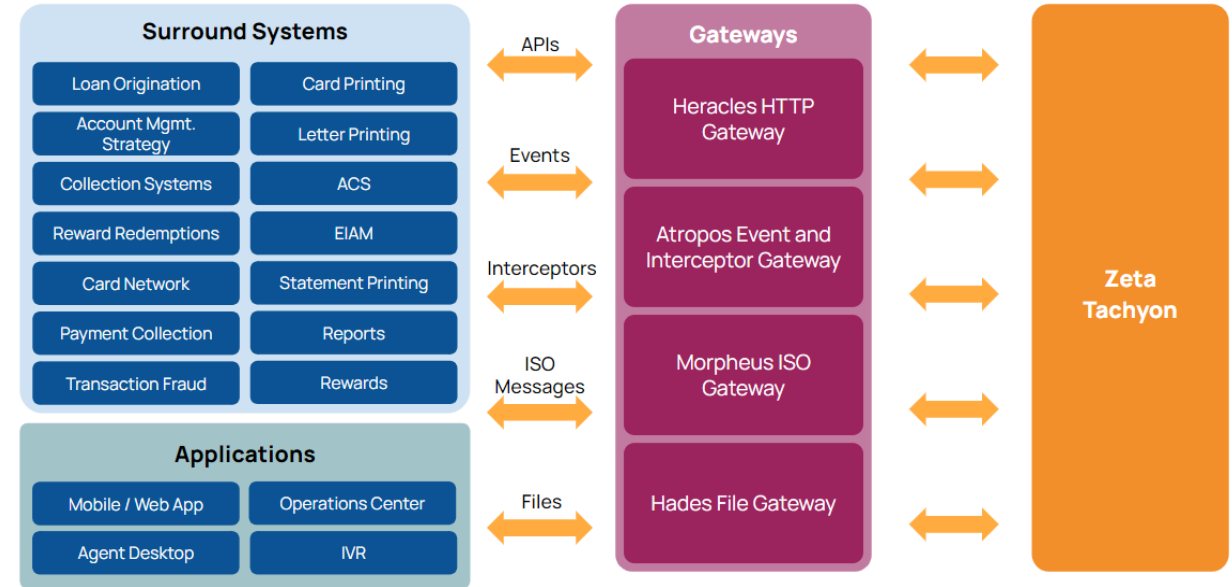 Surround Systems
Loan Origination
Card Printing
Account Mgmt.
Strategy
Letter Printing
Collection Systems
ACS
Reward Redemptions
EIAM
Card Network
Statement Printing
Payment Collection
Reports
Transaction Fraud
Rewards
Applications
Mobile / Web App
Operations Center
Agent Desktop
IVR
APIs
Events
Interceptors
ISO
Messages
Files
Gateways
Heracles HTTP
Gateway
Atropos Event and
Interceptor Gateway
Morpheus ISO
Gateway
Hades File Gateway
Zeta
Tachyon